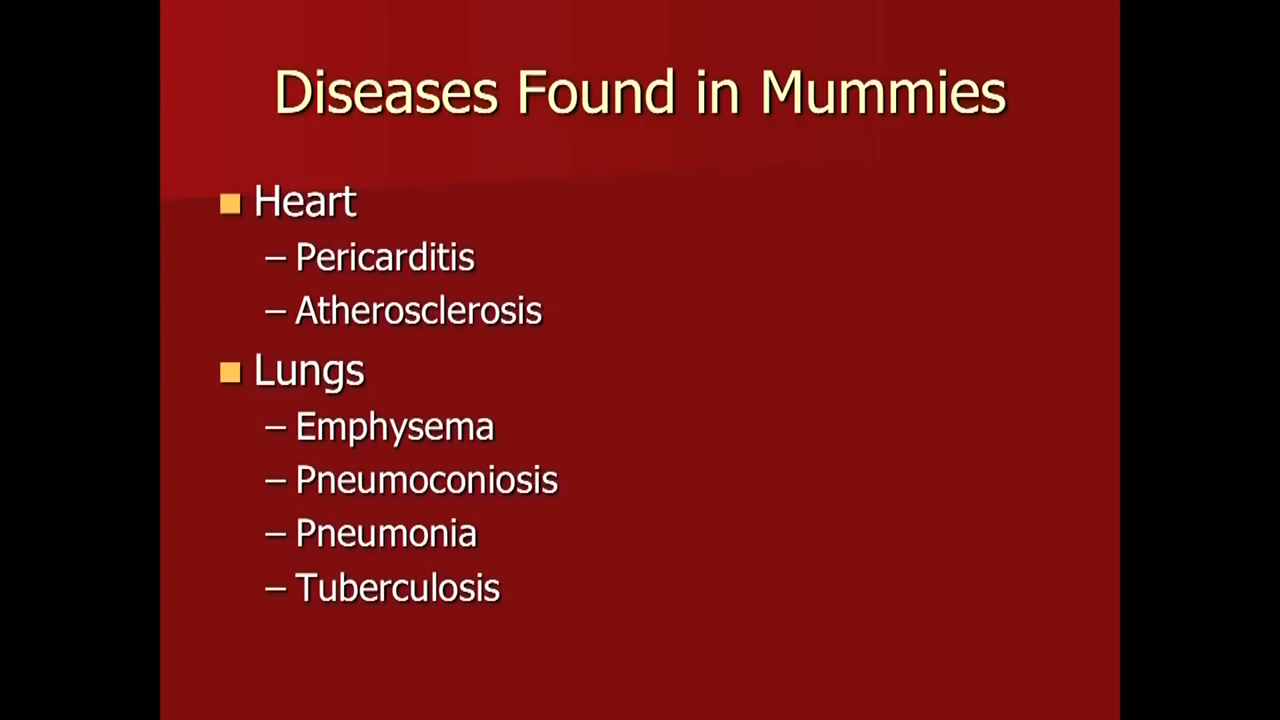 Diseases Found in Mummies
Heart
– Pericarditis
– Atherosclerosis
Lungs
– Emphysema
– Pneumoconiosis
– Pneumonia
– Tuberculosis